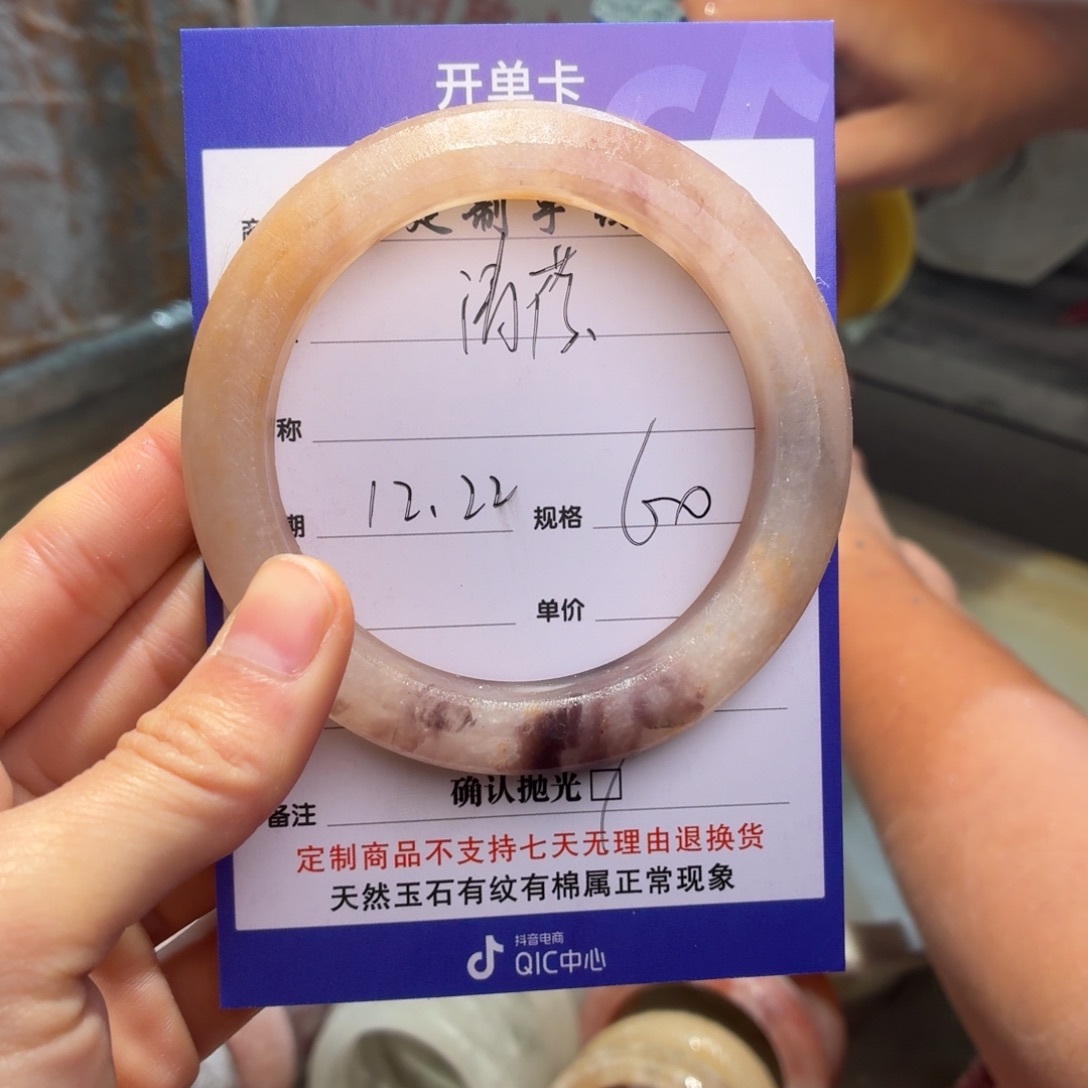 开单卡
定制手
称
期 12.22 规格 60
单价
确认抛光□
备注
定制商品不支持七天无理由退换货
天然玉石有纹有棉属正常现象
抖音电商
QIC中心